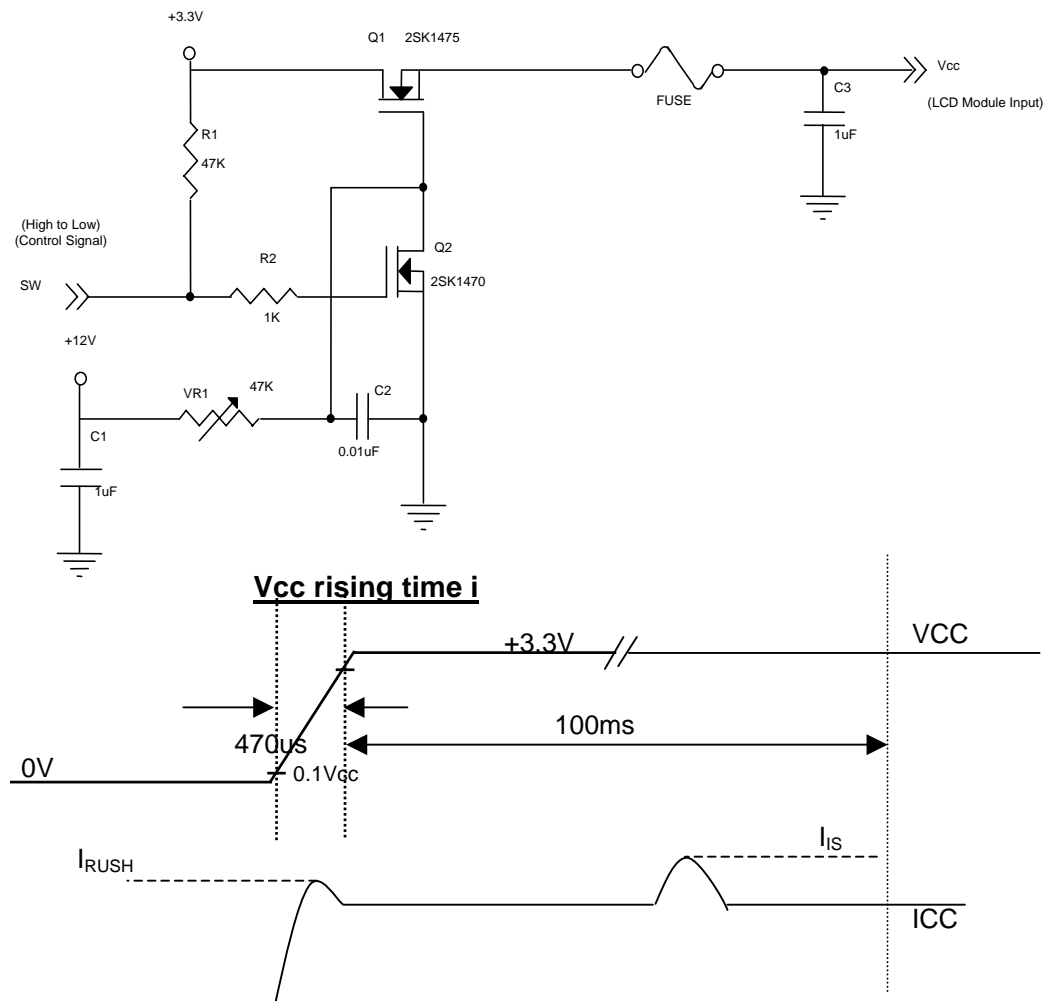 +3.3V
Q1 2SK1475
Vcc
FUSE
C3
(LCD Module Input)
R1
47K
1uF
(High to Low)
(Control Signal)
Q2
R2
SW
2SK1470
1K
+12V
VR1
47K
C2
C1
0.01uF
1uF
Vcc rising time i
+3.3V
VCC
100ms
470us
0V
0.1Vcc
IRUSH
IIS
ICC